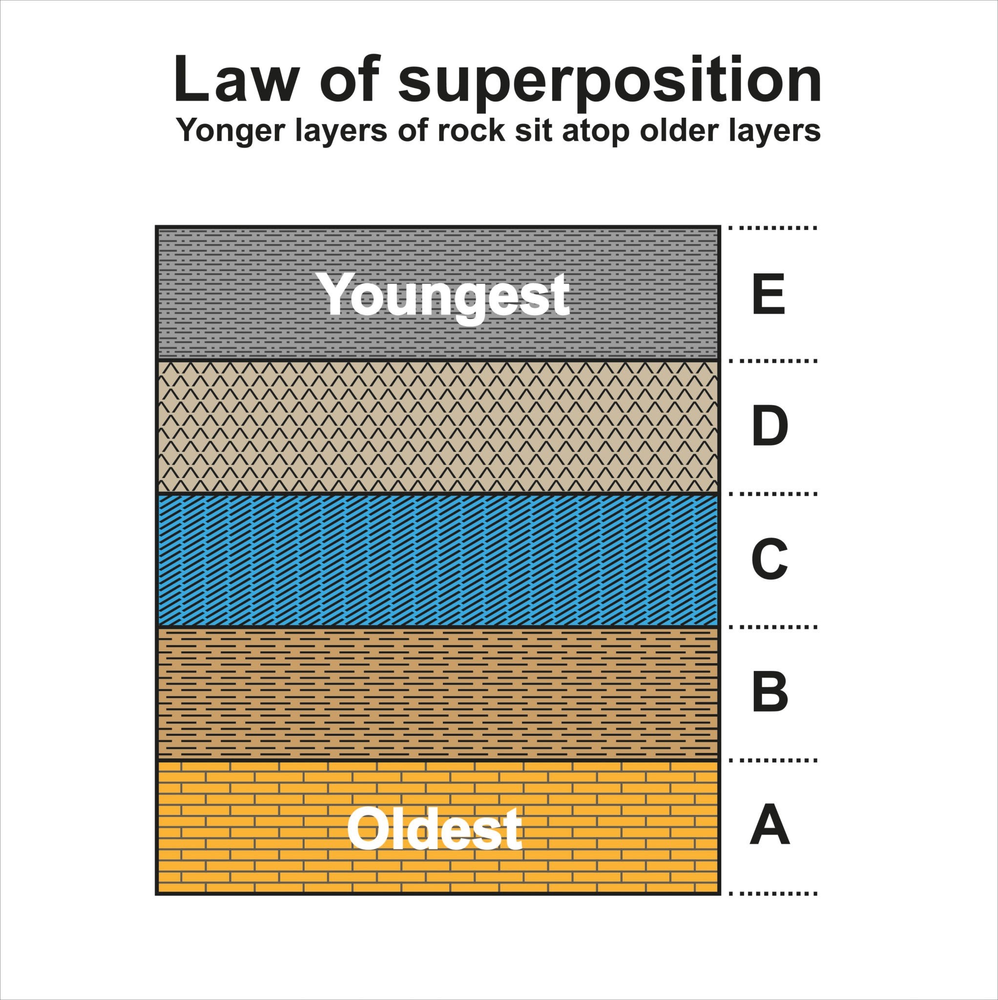 Law of superposition
Yonger layers of rock sit atop older layers
Youngest
E
D
C
B
Oldest
A